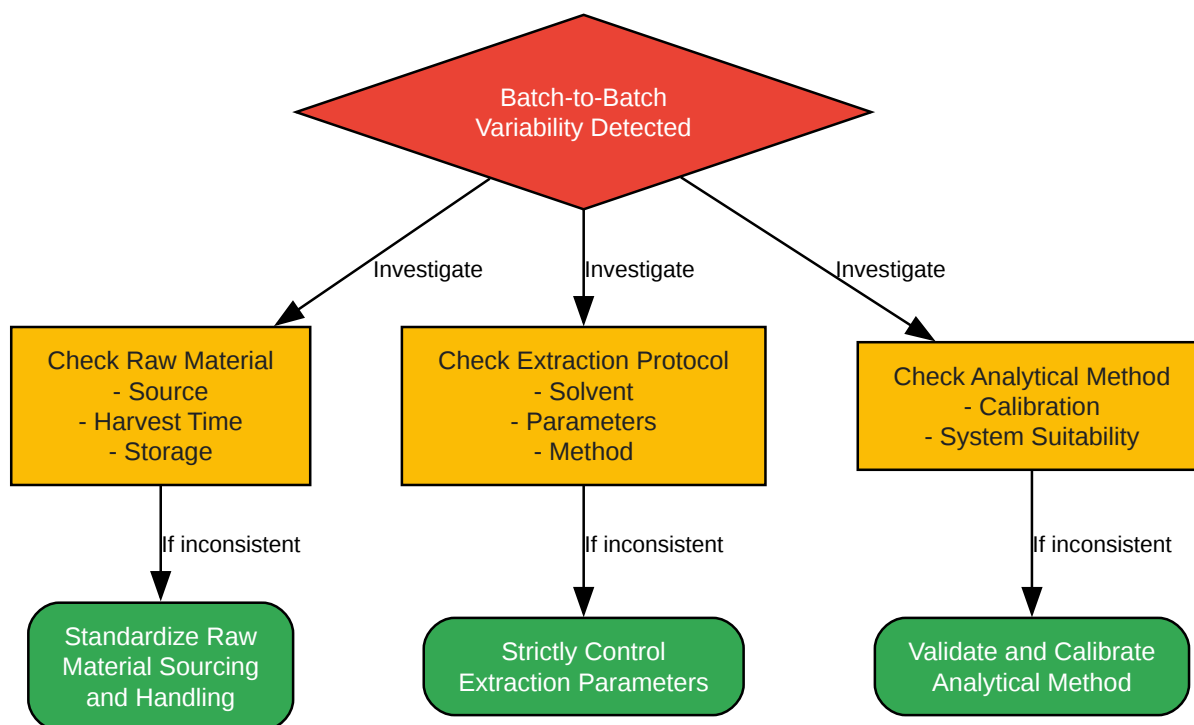 Batch-to-Batch
Variability Detected
Investigate
Investigate
Investigate
Check Raw Material
- Source
- Harvest Time
- Storage
Check Extraction Protocol
- Solvent
- Parameters
- Method
Check Analytical Method
- Calibration
- System Suitability
If inconsistent
If inconsistent
If inconsistent
Standardize Raw
Material Sourcing
and Handling
Strictly Control
Extraction Parameters
Validate and Calibrate
Analytical Method